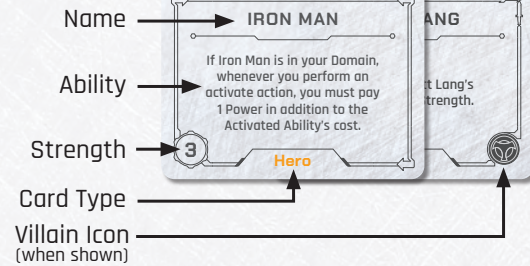 Name
IRON MAN
ANG
Ability
If Iron Man is in your Domain,
whenever you perform an
activate action, you must pay
1 Power in addition to the
Activated Ability's cost.
t Lang's
trength.
Strength
3
Hero
Card Type
Villain Icon
(when shown)